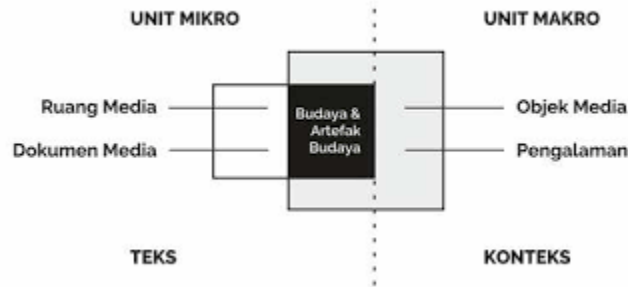 UNIT MIKRO
UNIT MAKRO
Ruang Media
Budaya &
Artefak
Budaya
Objek Media
Dokumen Media
Pengalaman
TEKS
KONTEKS